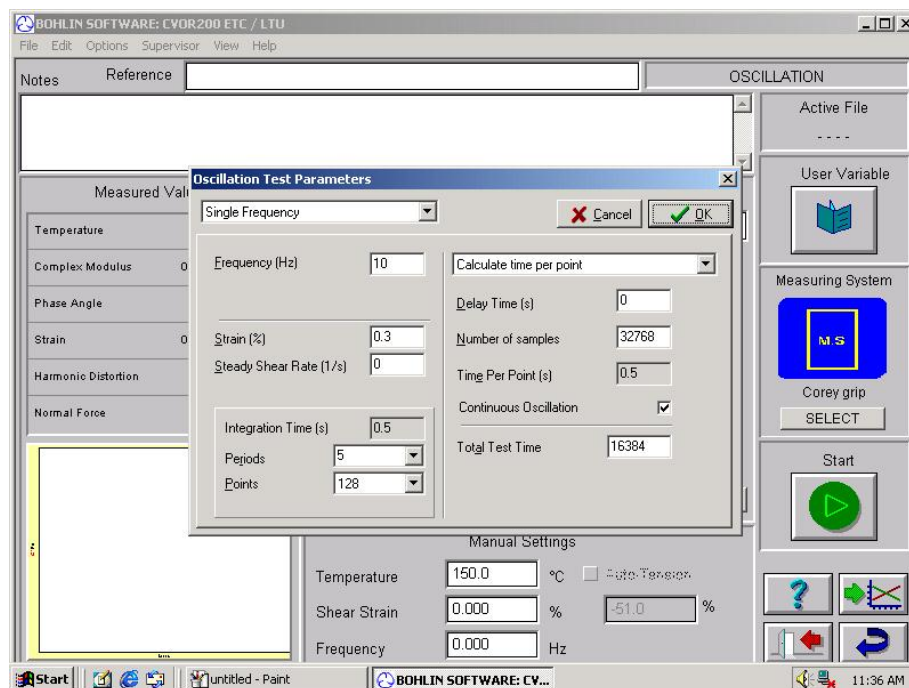 BOHLIN SOFTWARE: CVOR200 ETC / LTU
File Edit Options Supervisor View Help
Notes Reference OSCILLATION
Active File
- - - -
User Variable
Measuring System
M.S
Corey grip
SELECT
Start
Measured Valu
Temperature
Complex Modulus 0
Phase Angle
Strain 0
Harmonic Distortion
Normal Force
Oscillation Test Parameters
Single Frequency
Cancel OK
Frequency (Hz) 10
Strain (%) 0.3
Steady Shear Rate (1/s) 0
Integration Time (s) 0.5
Periods 5
Points 128
Calculate time per point
Delay Time (s) 0
Number of samples 32768
Time Per Point (s) 0.5
Continuous Oscillation
Total Test Time 16384
Manual Settings
Temperature 150.0 °C Auto-Tension
Shear Strain 0.000 % -51.0 %
Frequency 0.000 Hz
Start untitled - Paint BOHLIN SOFTWARE: CV... 11:36 AM